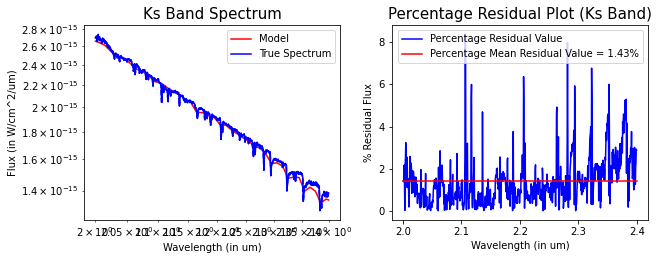 Ks Band Spectrum
Flux (in W/cm^2/um)
2.8 × 10⁻¹⁵
2.6 × 10⁻¹⁵
2.4 × 10⁻¹⁵
2.2 × 10⁻¹⁵
2 × 10⁻¹⁵
1.8 × 10⁻¹⁵
1.6 × 10⁻¹⁵
1.4 × 10⁻¹⁵
Model
True Spectrum
2 × 10⁰
Wavelength (in um)
Percentage Residual Plot (Ks Band)
% Residual Flux
8
6
4
2
0
Percentage Residual Value
Percentage Mean Residual Value = 1.43%
2.0
2.1
2.2
2.3
2.4
Wavelength (in um)